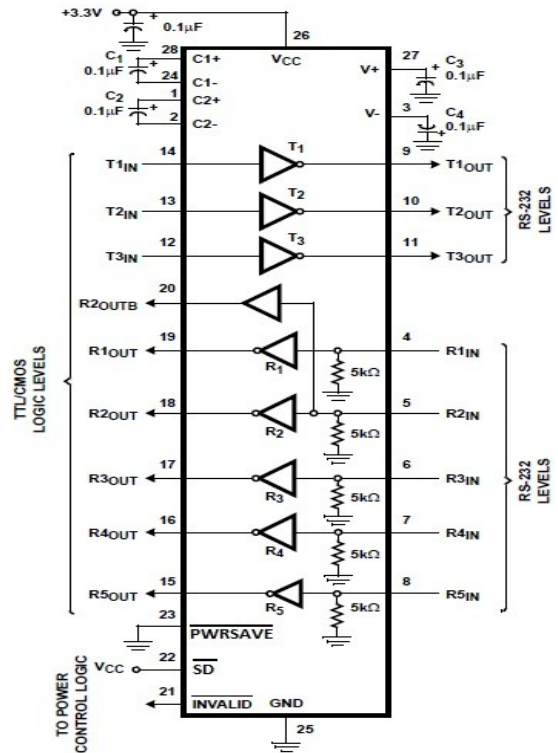 +3.3V
0.1µF
26
VCC
28
C1
0.1µF
C1+
24
C1-
1
C2
0.1µF
C2+
2
C2-
27
V+
C3
0.1µF
3
V-
C4
0.1µF
T1IN
14
T1
9
T1OUT
T2IN
13
T2
10
T2OUT
T3IN
12
T3
11
T3OUT
RS-232
LEVELS
R2OUTB
20
R1OUT
19
R1
5kΩ
4
R1IN
R2OUT
18
R2
5kΩ
5
R2IN
R3OUT
17
R3
5kΩ
6
R3IN
R4OUT
16
R4
5kΩ
7
R4IN
R5OUT
15
R5
5kΩ
8
R5IN
TTL/CMOS
LOGIC LEVELS
RS-232
LEVELS
23
PWRSAVE
VCC
22
SD
21
INVALID
GND
25
TO POWER
CONTROL LOGIC